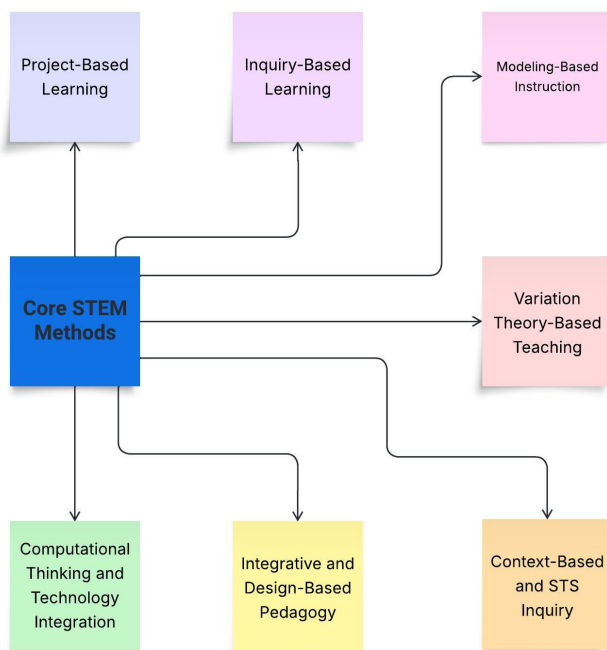 Project-Based
Learning
Inquiry-Based
Learning
Modeling-Based
Instruction
Core STEM
Methods
Variation
Theory-Based
Teaching
Computational
Thinking and
Technology
Integration
Integrative and
Design-Based
Pedagogy
Context-Based
and STS
Inquiry